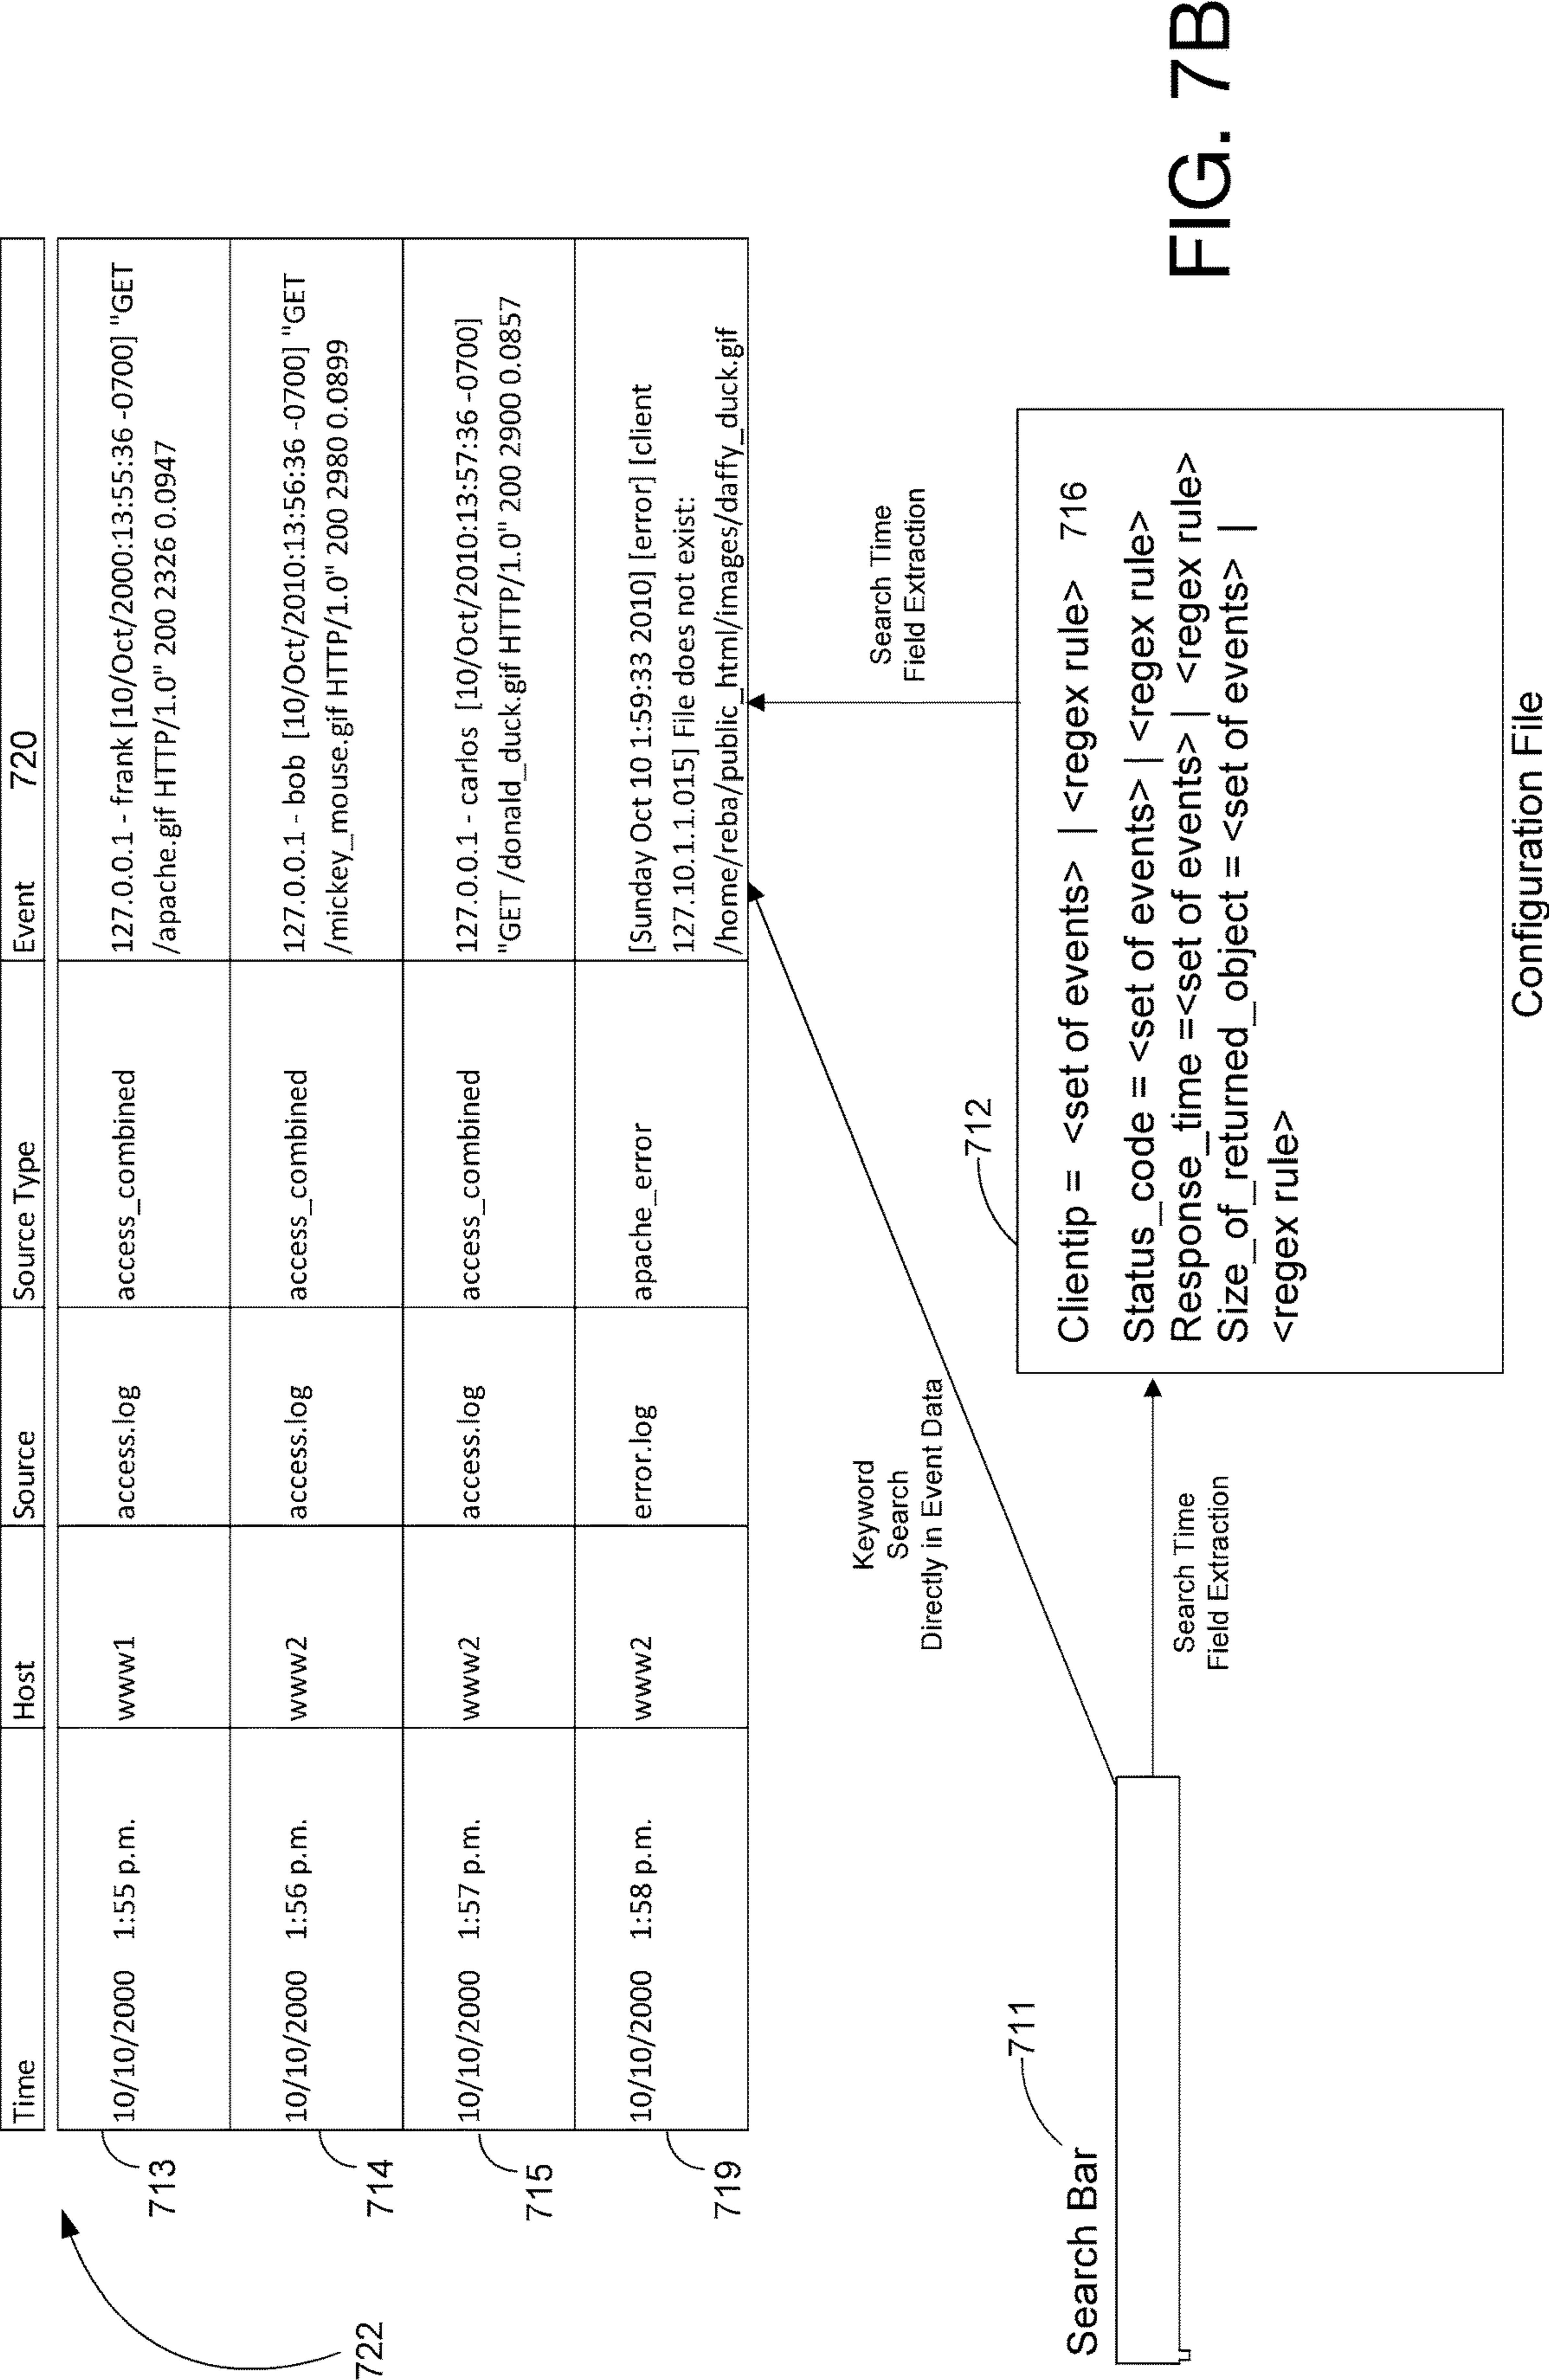 Time Host Source Source Type Event 720
713 10/10/2000 1:55 p.m. www1 access.log access_combined 127.0.0.1 - frank [10/Oct/2000:13:55:36 -0700] "GET
/apache.gif HTTP/1.0" 200 2326 0.0947
714 10/10/2000 1:56 p.m. www2 access.log access_combined 127.0.0.1 - bob [10/Oct/2010:13:56:36 -0700] "GET
/mickey_mouse.gif HTTP/1.0" 200 2980 0.0899
715 10/10/2000 1:57 p.m. www2 access.log access_combined 127.0.0.1 - carlos [10/Oct/2010:13:57:36 -0700]
"GET /donald_duck.gif HTTP/1.0" 200 2900 0.0857
719 10/10/2000 1:58 p.m. www2 error.log apache_error [Sunday Oct 10 1:59:33 2010] [error] [client
127.10.1.1.015] File does not exist:
/home/reba/public_html/images/daffy_duck.gif
722
Keyword
Search
Directly in Event Data
Search Time
Field Extraction
711
Search Bar
Search Time
Field Extraction
712
Clientip = <set of events> | <regex rule> 716
Status_code = <set of events> | <regex rule>
Response_time =<set of events> | <regex rule>
Size_of_returned_object = <set of events> |
<regex rule>
Configuration File
FIG. 7B